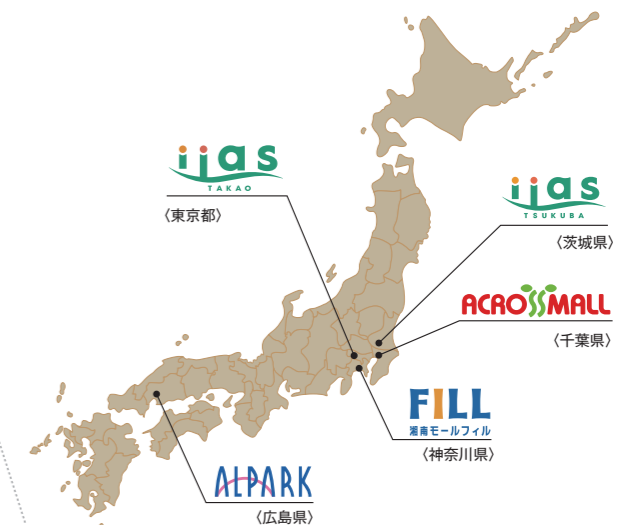 iias
TAKAO
〈東京都〉
iias
TSUKUBA
〈茨城県〉
ACROSSMALL
〈千葉県〉
FILL
湘南モールフィル
〈神奈川県〉
ALPARK
〈広島県〉